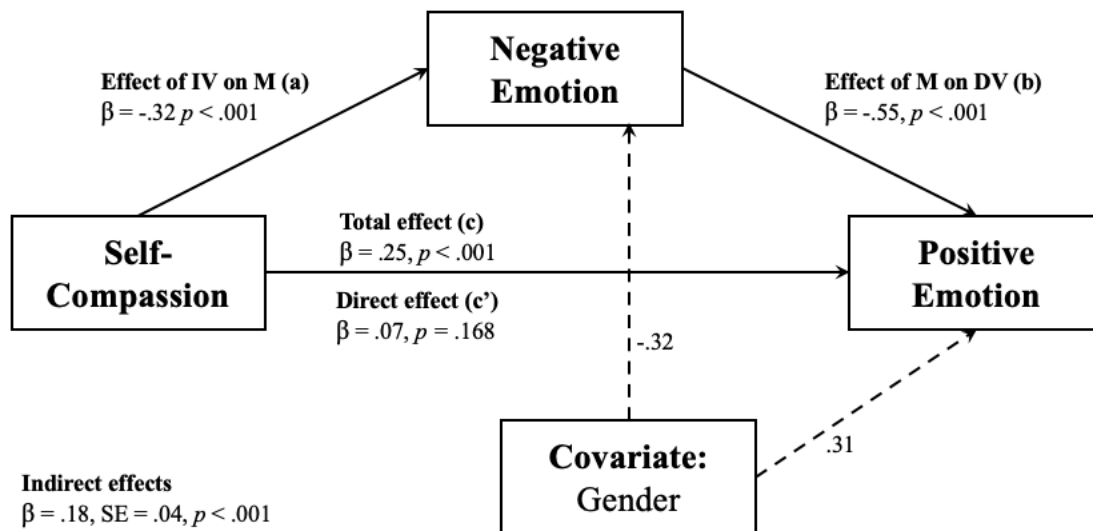 Negative
Emotion
Effect of IV on M (a)
β = -.32 p < .001
Effect of M on DV (b)
β = -.55, p < .001
Self-
Compassion
Total effect (c)
β = .25, p < .001
Direct effect (c’)
β = .07, p = .168
Positive
Emotion
-.32
.31
Covariate:
Gender
Indirect effects
β = .18, SE = .04, p < .001